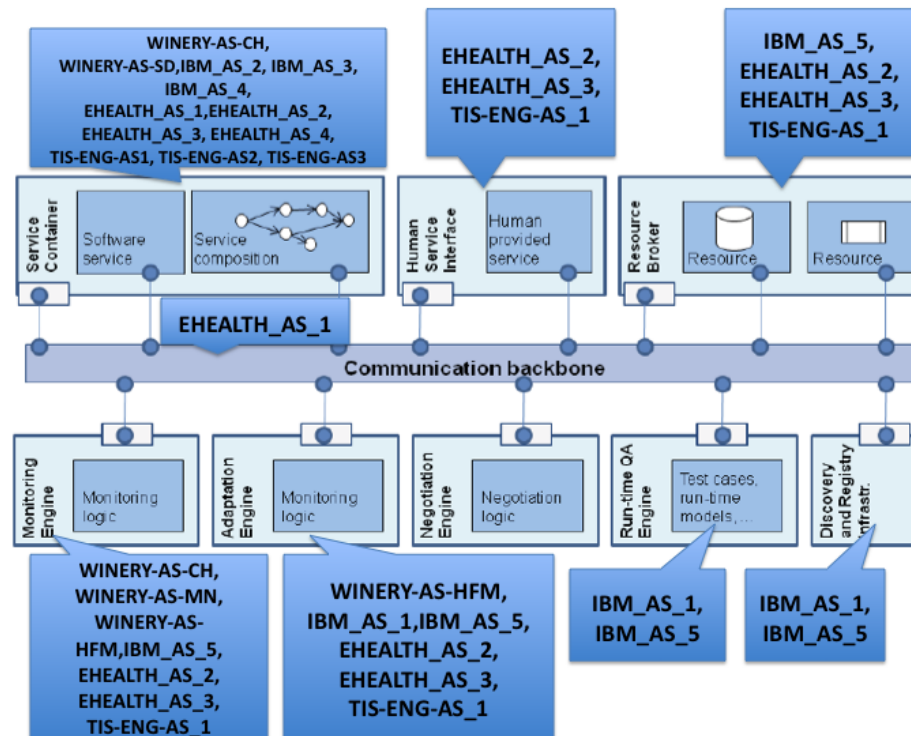 WINERY-AS-CH,
WINERY-AS-SD,IBM_AS_2, IBM_AS_3,
IBM_AS_4,
EHEALTH_AS_1,EHEALTH_AS_2,
EHEALTH_AS_3, EHEALTH_AS_4,
TIS-ENG-AS1, TIS-ENG-AS2, TIS-ENG-AS3
EHEALTH_AS_2,
EHEALTH_AS_3,
TIS-ENG-AS_1
IBM_AS_5,
EHEALTH_AS_2,
EHEALTH_AS_3,
TIS-ENG-AS_1
Service
Container
Software
service
Service
composition
Human
Service
Interface
Human
provided
service
Resource
Broker
Resource
Resource
EHEALTH_AS_1
Communication backbone
Monitoring
Engine
Monitoring
logic
Adaptation
Engine
Monitoring
logic
Negotiation
Engine
Negotiation
logic
Run-time QA
Engine
Test cases,
run-time
models,...
Discovery
and Registry
Infrastr.
WINERY-AS-CH,
WINERY-AS-MN,
WINERY-AS-
HFM,IBM_AS_5,
EHEALTH_AS_2,
EHEALTH_AS_3,
TIS-ENG-AS_1
WINERY-AS-HFM,
IBM_AS_1,IBM_AS_5,
EHEALTH_AS_2,
EHEALTH_AS_3,
TIS-ENG-AS_1
IBM_AS_1,
IBM_AS_5
IBM_AS_1,
IBM_AS_5